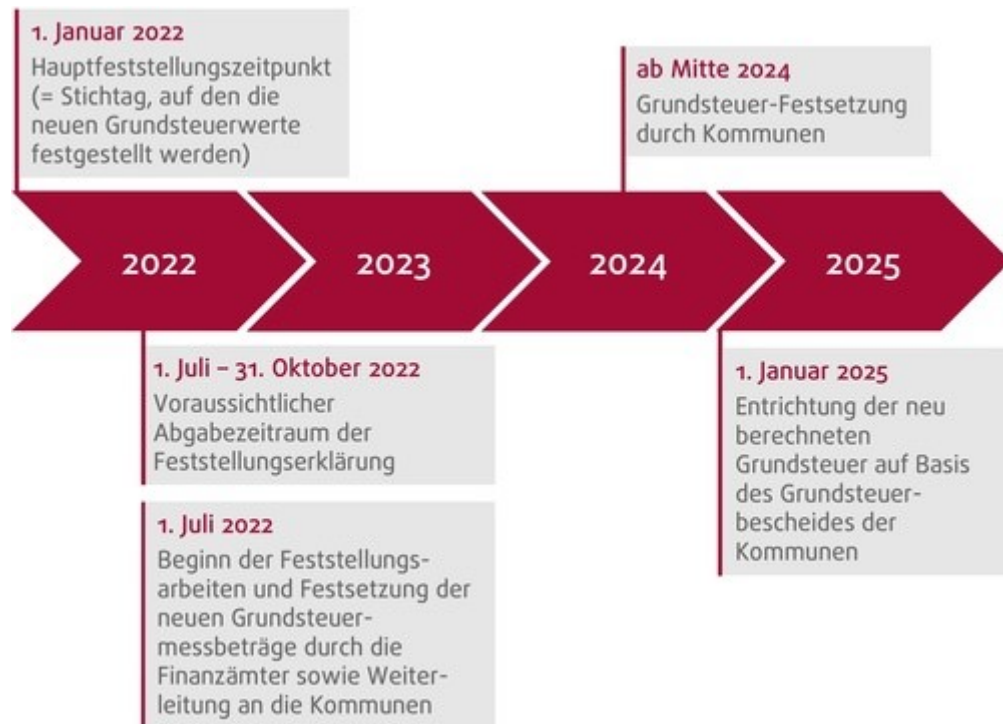 1. Januar 2022
Hauptfeststellungszeitpunkt
(= Stichtag, auf den die
neuen Grundsteuerwerte
festgestellt werden)
ab Mitte 2024
Grundsteuer-Festsetzung
durch Kommunen
2022
2023
2024
2025
1. Juli – 31. Oktober 2022
Voraussichtlicher
Abgabezeitraum der
Feststellungserklärung
1. Juli 2022
Beginn der Feststellungs-
arbeiten und Festsetzung der
neuen Grundsteuer-
messbeträge durch die
Finanzämter sowie Weiter-
leitung an die Kommunen
1. Januar 2025
Entrichtung der neu
berechneten
Grundsteuer auf Basis
des Grundsteuer-
bescheides der
Kommunen